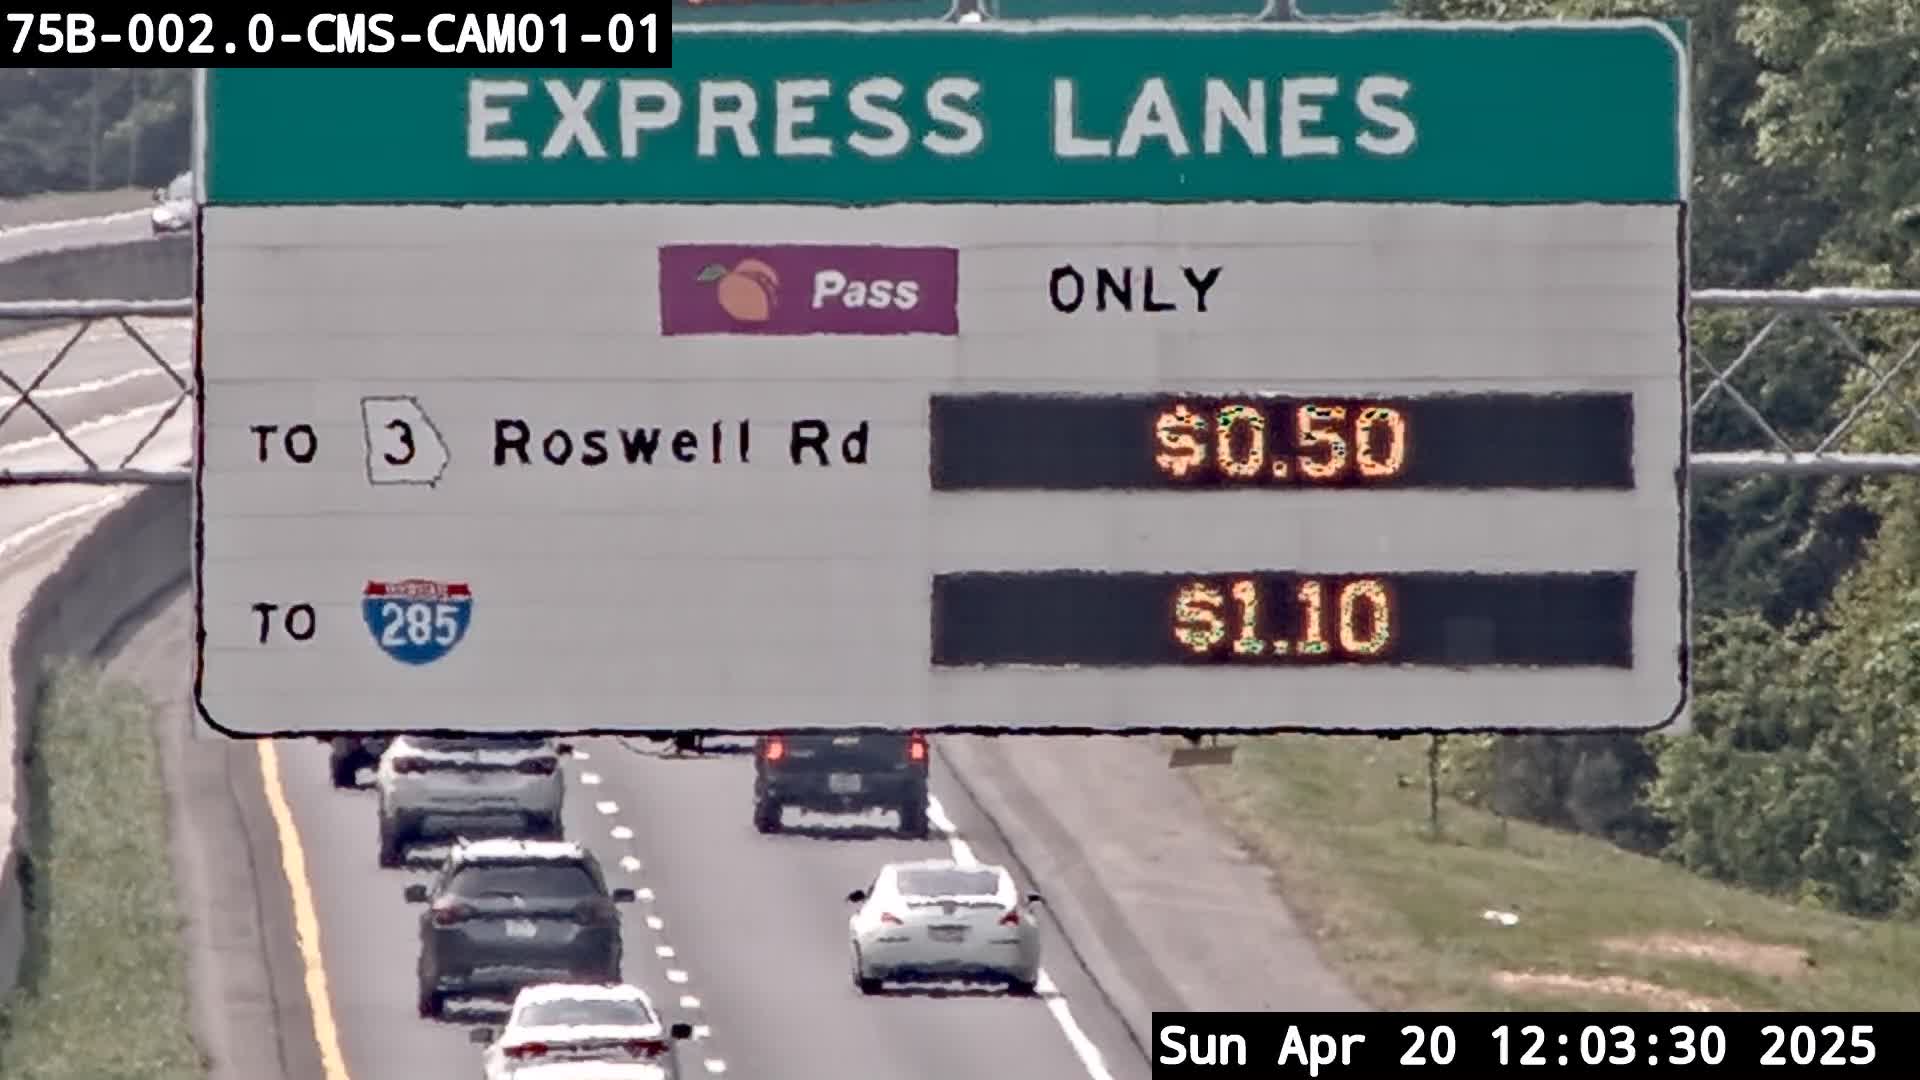 75B-002.0-CMS-CAM01-01
EXPRESS LANES
Pass ONLY
TO 3 Roswell Rd $0.50
TO 285 $1.10
Sun Apr 20 12:03:30 2025